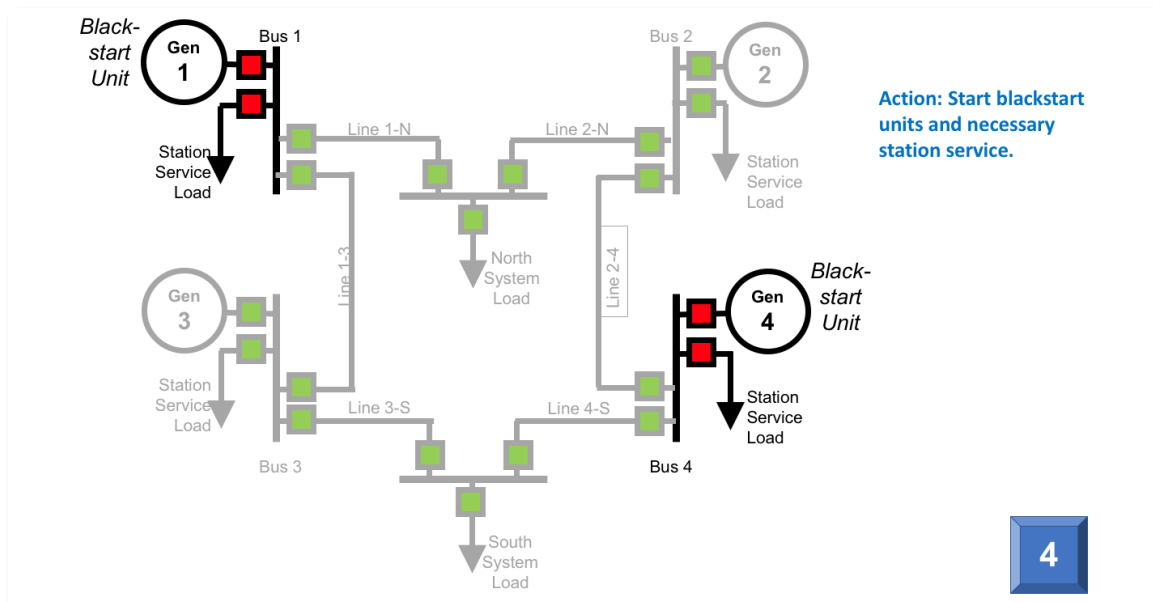 Black-
start
Unit
Gen
1
Bus 1
Bus 2
Gen
2
Action: Start blackstart
units and necessary
station service.
Line 1-N
Line 2-N
Station
Service
Load
Station
Service
Load
Line 1-3
North
System
Load
Line 2-4
Black-
start
Unit
Gen
3
Gen
4
Station
Service
Load
Station
Service
Load
Line 3-S
Line 4-S
Bus 3
Bus 4
South
System
Load
4